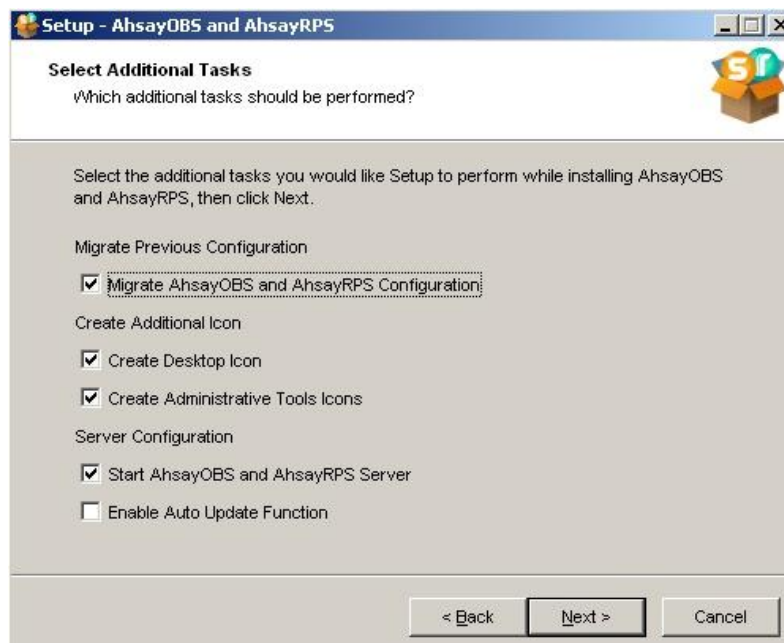 Setup - AhsayOBS and AhsayRPS
Select Additional Tasks
Which additional tasks should be performed?
Select the additional tasks you would like Setup to perform while installing AhsayOBS
and AhsayRPS, then click Next.
Migrate Previous Configuration
Migrate AhsayOBS and AhsayRPS Configuration
Create Additional Icon
Create Desktop Icon
Create Administrative Tools Icons
Server Configuration
Start AhsayOBS and AhsayRPS Server
Enable Auto Update Function
< Back Next > Cancel